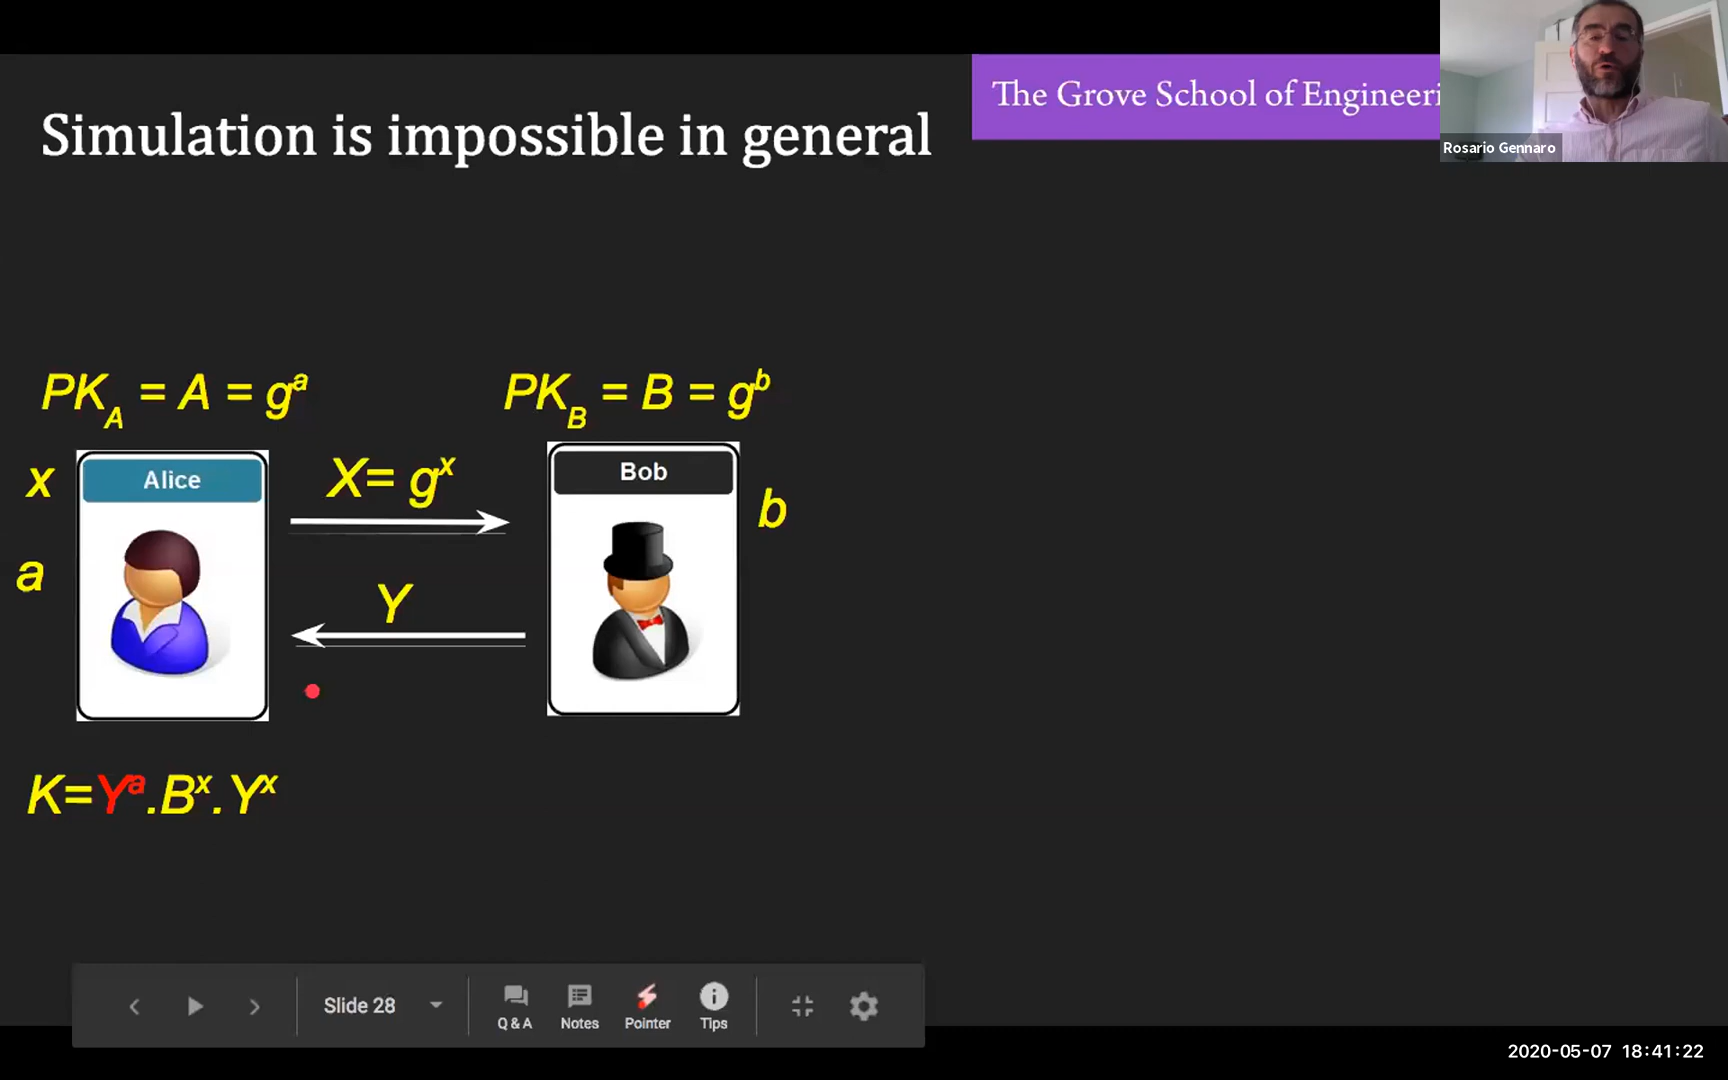 The Grove School of Engineeri
Rosario Gennaro
Simulation is impossible in general
PK_A = A = g^a
PK_B = B = g^b
x
Alice
X= g^x
Bob
b
a
Y
K=Y^a.B^x.Y^x
Slide 28
Q & A
Notes
Pointer
Tips
2020-05-07 18:41:22